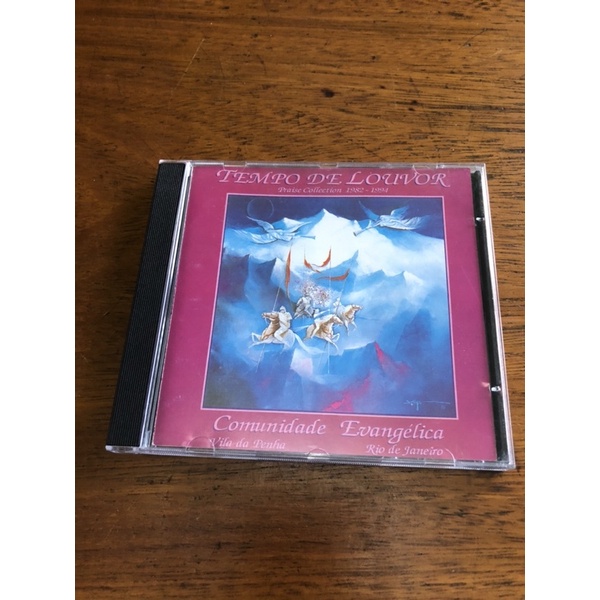 TEMPO DE LOUVOR
Praise Collection 1982 - 1994
Comunidade Evangélica
Vila da Penha Rio de Janeiro